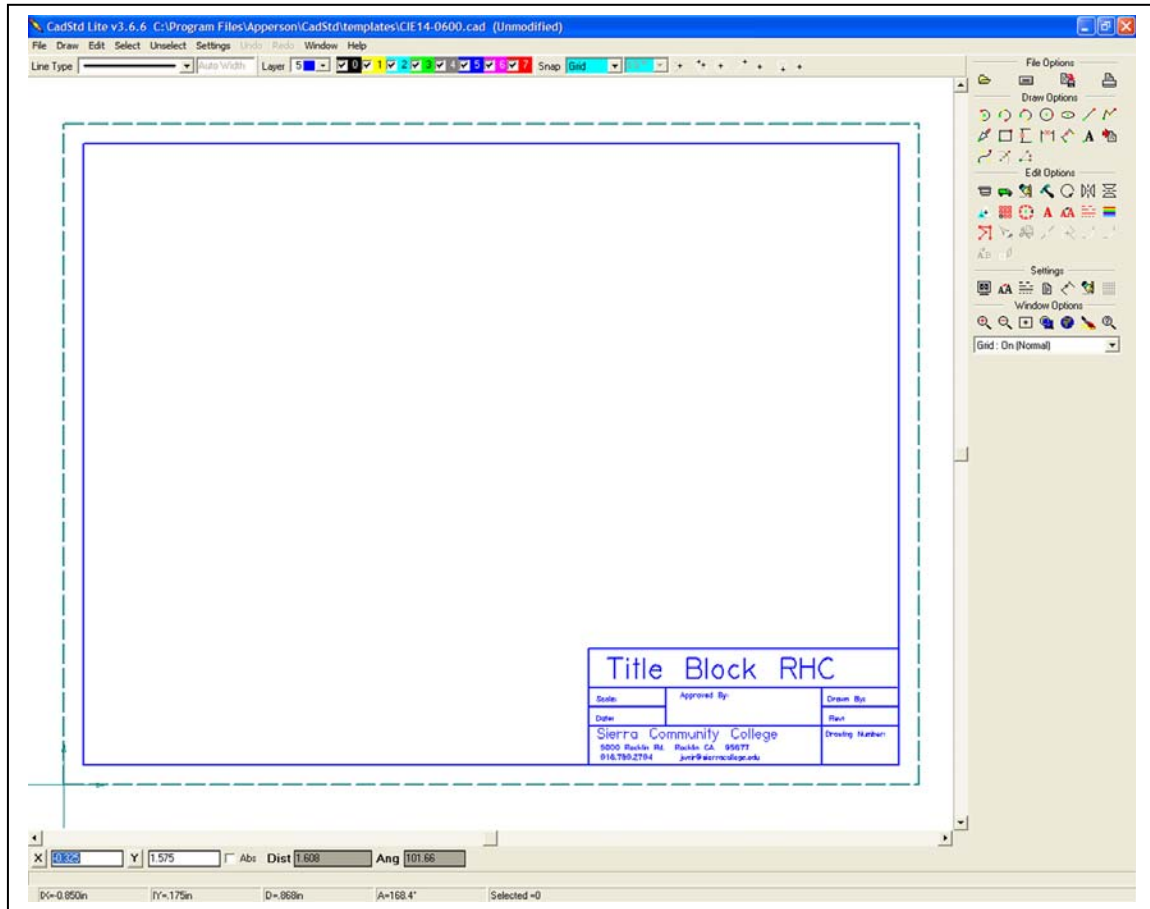 CadStd Lite v3.6.6 C:\Program Files\Apperson\CadStd\templates\CIE14-0600.cad (Unmodified)
File Draw Edit Select Unselect Settings Undo Redo Window Help
Line Type Auto Width Layer 5 0 1 2 3 4 5 6 7 Snap Grid
File Options
Draw Options
Edit Options
Settings
Window Options
Grid : On (Normal)
Title Block RHC
Scale: Approved By: Drawn By:
Date: Rev:
Sierra Community College Drawing Number:
5000 Rocklin Rd. Rocklin CA 95677
916.789.2794
X -0.325 Y 1.575 Abs Dist 1.608 Ang 101.66
IX=-0.850in IY=.175in D=.868in A=168.4° Selected =0